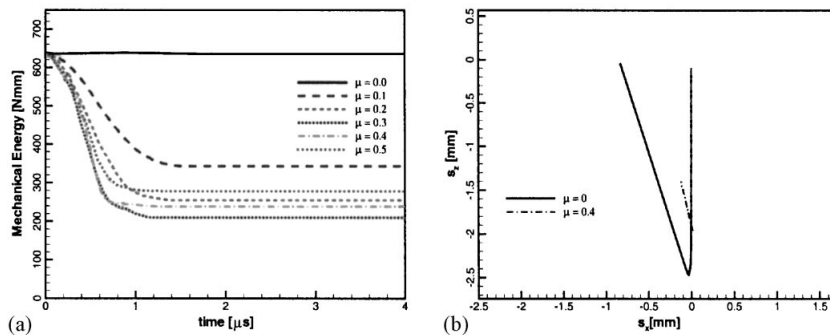 Mechanical Energy [Nmm]
700
600
500
400
300
200
100
0
μ = 0.0
μ = 0.1
μ = 0.2
μ = 0.3
μ = 0.4
μ = 0.5
0 1 2 3 4
time [μs]
(a)
s_z [mm]
0.5
0
-0.5
-1
-1.5
-2
-2.5
μ = 0
μ = 0.4
-2.5 -2 -1.5 -1 -0.5 0 0.5 1 1.5
s_x[mm]
(b)